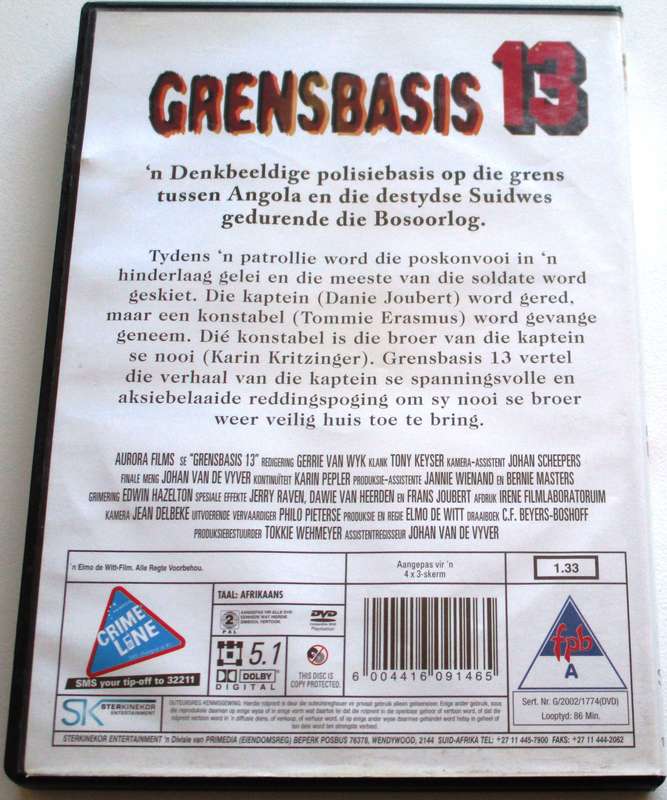 GRENSBASIS 13
'n Denkbeeldige polisiebasis op die grens
tussen Angola en die destydse Suidwes
gedurende die Bosoorlog.
Tydens 'n patrollie word die poskonvooi in 'n
hinderlaag gelei en die meeste van die soldate word
geskiet. Die kaptein (Danie Joubert) word gered,
maar een konstabel (Tommie Erasmus) word gevange
geneem. Dié konstabel is die broer van die kaptein
se nooi (Karin Kritzinger). Grensbasis 13 vertel
die verhaal van die kaptein se spanningsvolle en
aksiebelaaide reddingspoging om sy nooi se broer
weer veilig huis toe te bring.
AURORA FILMS SE "GRENSBASIS 13" REDIGERING GERRIE VAN WYK KLANK TONY KEYSER KAMERA-ASSISTENT JOHAN SCHEEPERS
FINALE MENG JOHAN VAN DE VYVER KONTINUÏTEIT KARIN PEPLER PRODUKSIE-ASSISTENTE JANNIE WIENAND EN BERNIE MASTERS
GRIMERING EDWIN HAZELTON SPESIALE EFFEKTE JERRY RAVEN, DAWIE VAN HEERDEN EN FRANS JOUBERT AFDRUK IRENE FILMLABORATORUIM
KAMERA JEAN DELBEKE UITVOERENDE VERVAARDIGER PHILO PIETERSE PRODUKSIE EN REGIE ELMO DE WITT DRAAIBOEK C.F. BEYERS-BOSHOFF
PRODUKSIEBESTUURDER TOKKIE WEHMEYER ASSISTENTREGISSEUR JOHAN VAN DE VYVER
'n Elmo de Witt-Film. Alle Regte Voorbehou.
Aangepas vir 'n
4 x 3-skerm
1.33
CRIME
LINE
SMS your tip-off to 32211
TAAL: AFRIKAANS
2
PAL
AANGEPAS VIR ALLE DVD
EENHEDE WAT HIERDIE
SIMBOOL VERTOON.
DVD
PlayStation
5.1
DOLBY
DIGITAL
THIS DISC IS
COPY PROTECTED
6 004416 091465
fpb
A
Sert. Nr. G/2002/1774(DVD)
Looptyd: 86 Min.
SK STERKINEKOR
ENTERTAINMENT
STERKINEKOR ENTERTAINMENT 'n Divisie van PRIMEDIA (EIENDOMSREG) BEPERK POSBUS 76378, WENDYWOOD, 2144 SUID-AFRIKA TEL: +27 11 445-7900 FAKS: +27 11 444-2062